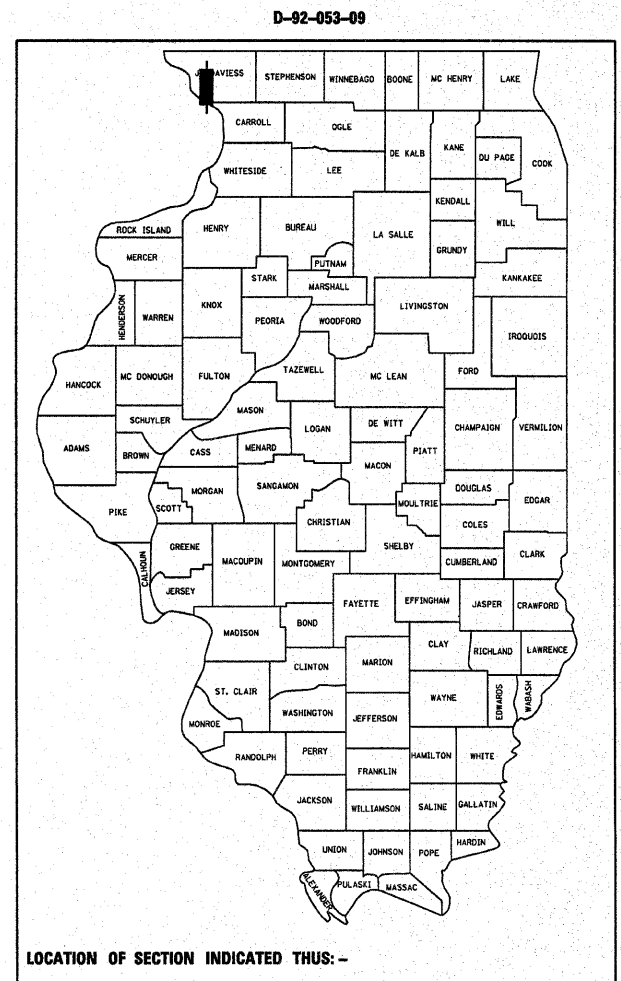 D-92-053-09
JO DAVIESS STEPHENSON WINNEBAGO BOONE MC HENRY LAKE
CARROLL OGLE
DE KALB KANE COOK
DU PAGE
WHITESIDE LEE
KENDALL
WILL
HENRY BUREAU LA SALLE
ROCK ISLAND
GRUNDY
MERCER PUTNAM
STARK KANKAKEE
MARSHALL
HENDERSON WARREN KNOX LIVINGSTON
PEORIA WOODFORD IROQUOIS
TAZEWELL
HANCOCK MC DONOUGH FULTON MC LEAN FORD
MASON
SCHUYLER LOGAN DE WITT CHAMPAIGN VERMILION
ADAMS BROWN CASS MENARD PIATT
MACON
SANGAMON DOUGLAS
MORGAN EDGAR
PIKE SCOTT MOULTRIE
CHRISTIAN COLES
SHELBY
GREENE CLARK
CALHOUN MACOUPIN MONTGOMERY CUMBERLAND
JERSEY
FAYETTE EFFINGHAM JASPER CRAWFORD
BOND
MADISON
CLAY RICHLAND LAWRENCE
MARION
CLINTON
ST. CLAIR WAYNE EDWARDS WABASH
WASHINGTON JEFFERSON
MONROE
PERRY
RANDOLPH HAMILTON WHITE
FRANKLIN
JACKSON
WILLIAMSON SALINE GALLATIN
UNION JOHNSON POPE HARDIN
ALEXANDER PULASKI MASSAC
LOCATION OF SECTION INDICATED THUS: -